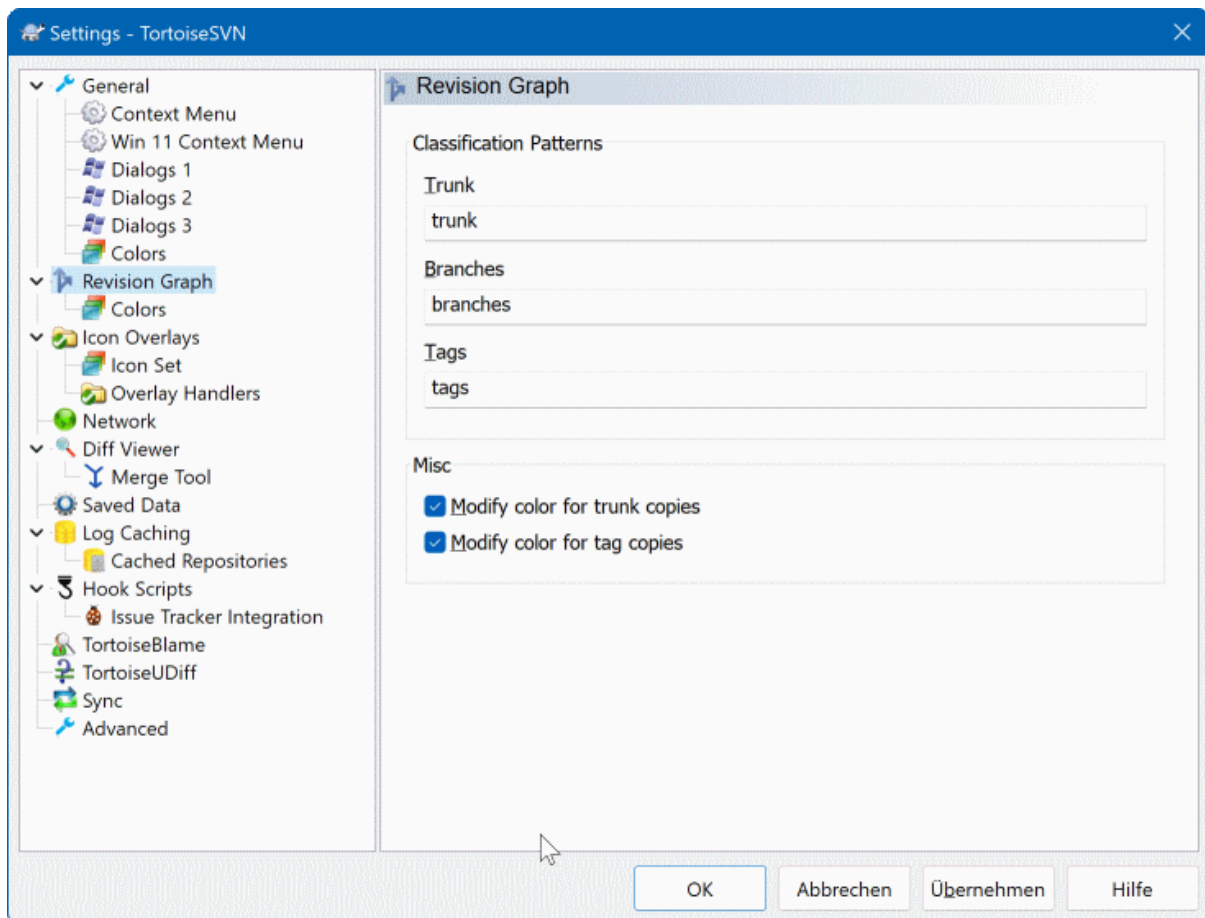 Settings - TortoiseSVN
General
Context Menu
Win 11 Context Menu
Dialogs 1
Dialogs 2
Dialogs 3
Colors
Revision Graph
Colors
Icon Overlays
Icon Set
Overlay Handlers
Network
Diff Viewer
Merge Tool
Saved Data
Log Caching
Cached Repositories
Hook Scripts
Issue Tracker Integration
TortoiseBlame
TortoiseUDiff
Sync
Advanced
Revision Graph
Classification Patterns
Trunk
trunk
Branches
branches
Tags
tags
Misc
Modify color for trunk copies
Modify color for tag copies
OK Abbrechen Übernehmen Hilfe